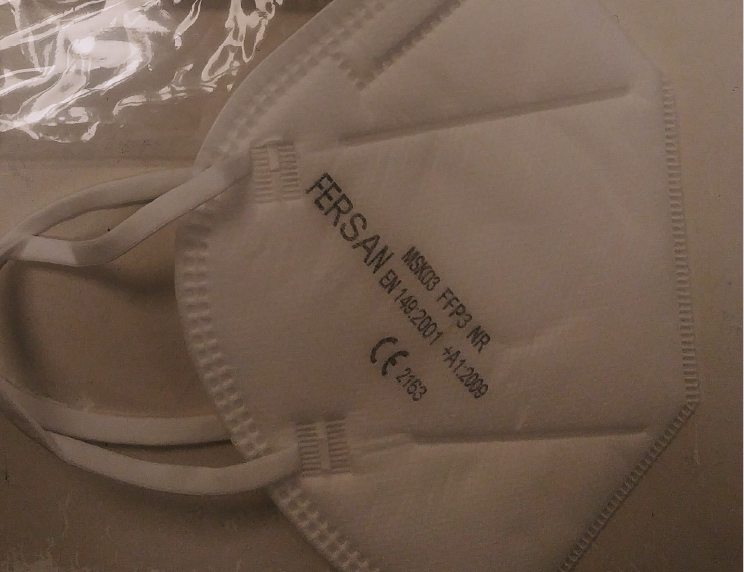 FERSAN
MSK03 FFP3 NR
EN 149:2001 +A1:2009
CE 2163